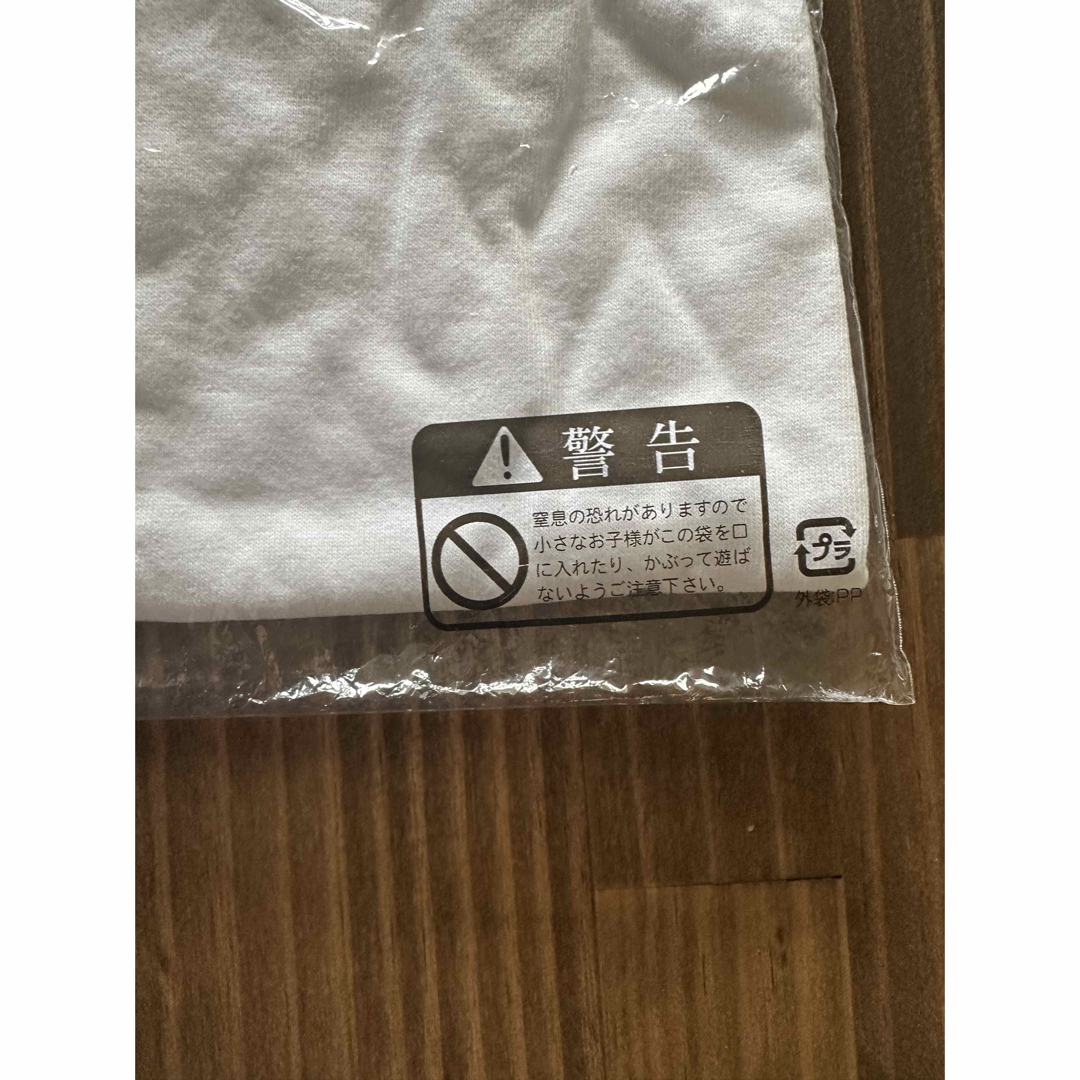 警告
窒息の恐れがありますので
小さなお子様がこの袋を口
に入れたり、かぶって遊ば
ないようご注意下さい。
プラ
外袋:PP